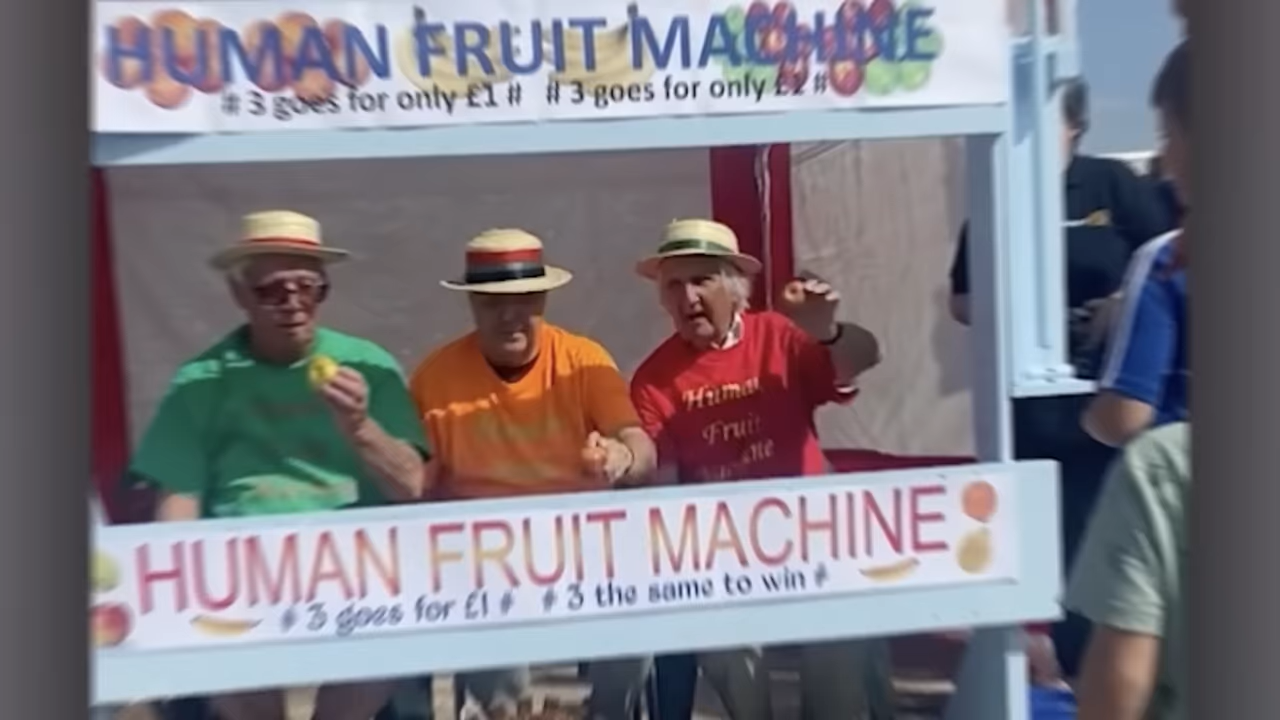 HUMAN FRUIT MACHINE
# 3 goes for only £1 # # 3 goes for only £2 #
Human
Fruit
HUMAN FRUIT MACHINE
# 3 goes for £1 # # 3 the same to win #